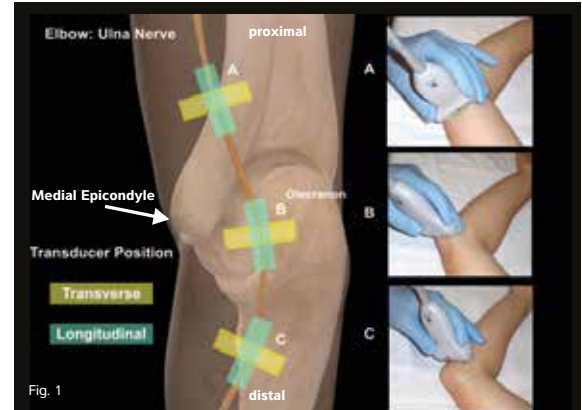 Elbow: Ulna Nerve
proximal
A
A
Olecranon
Medial Epicondyle
B
B
Transducer Position
Transverse
Longitudinal
C
C
distal
Fig. 1